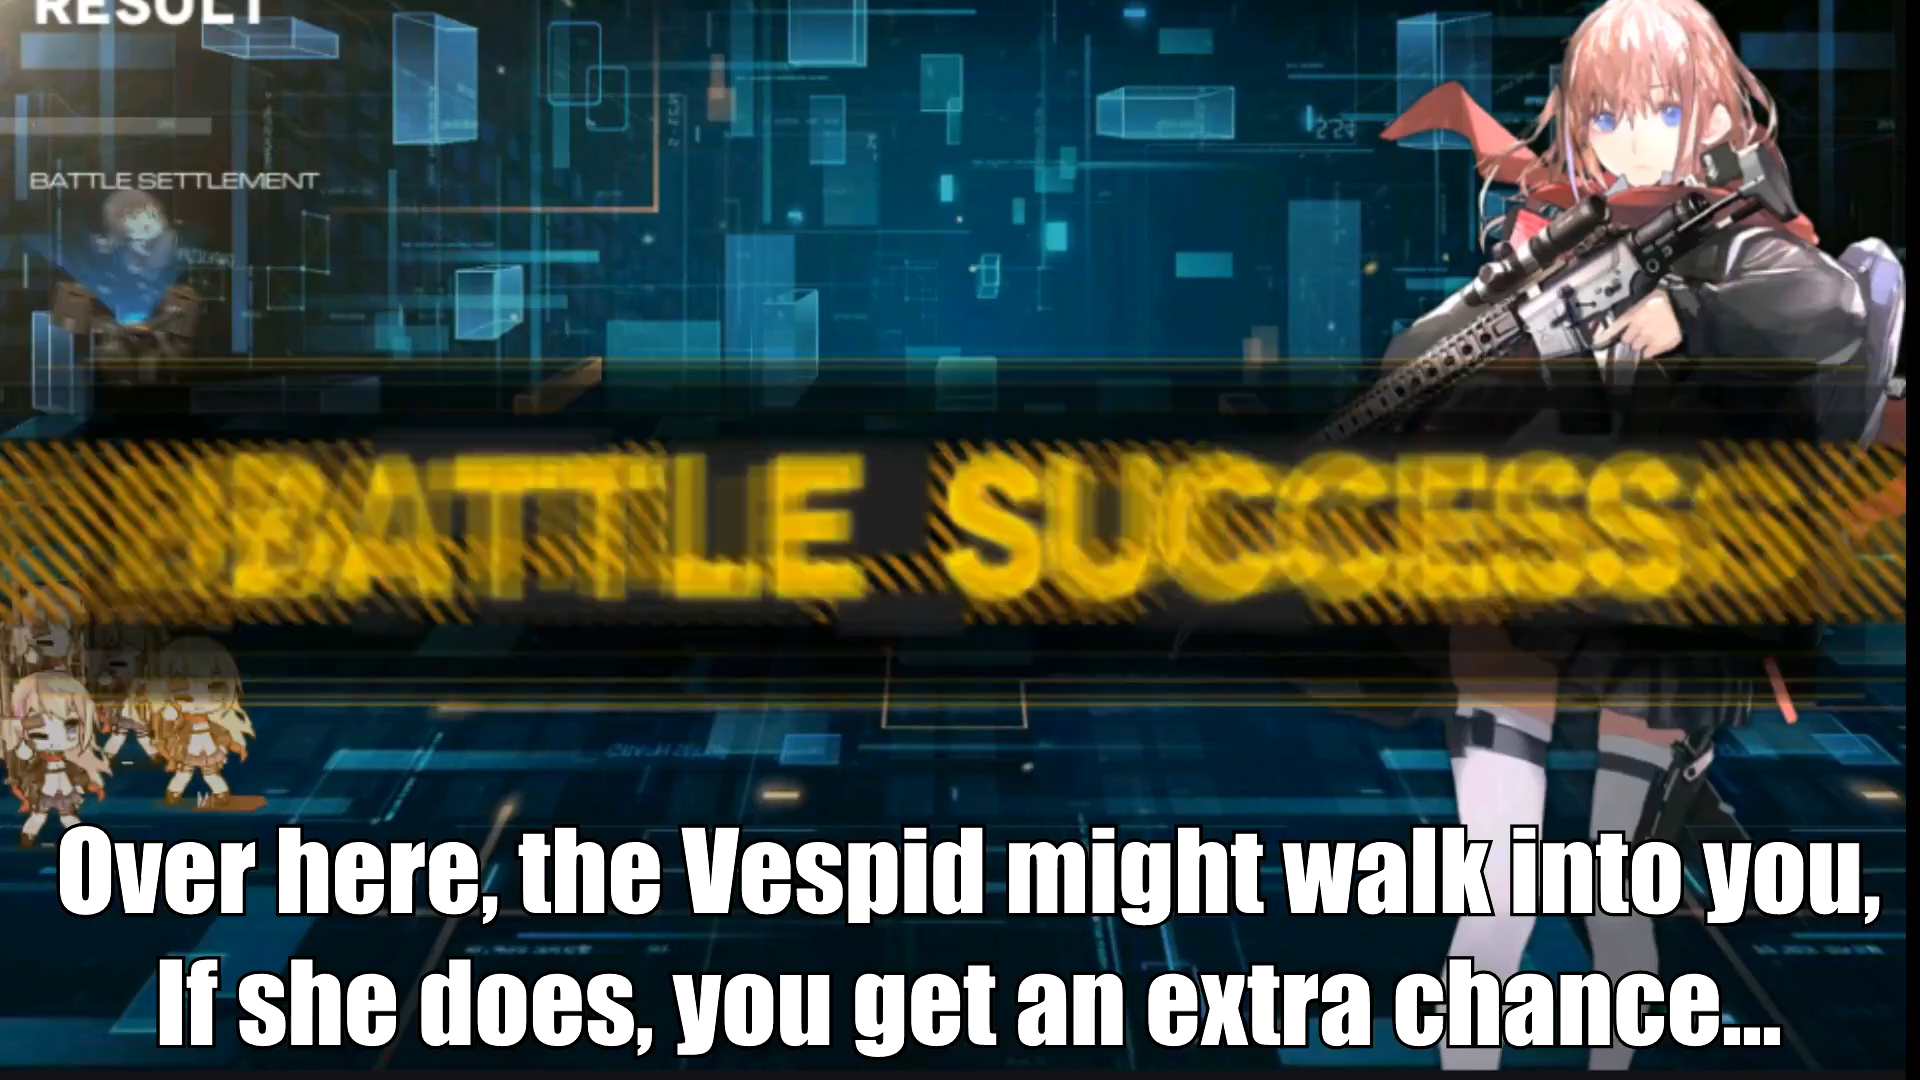 RESULT
BATTLE SETTLEMENT
BATTLE SUCCESS
Over here, the Vespid might walk into you,
If she does, you get an extra chance...